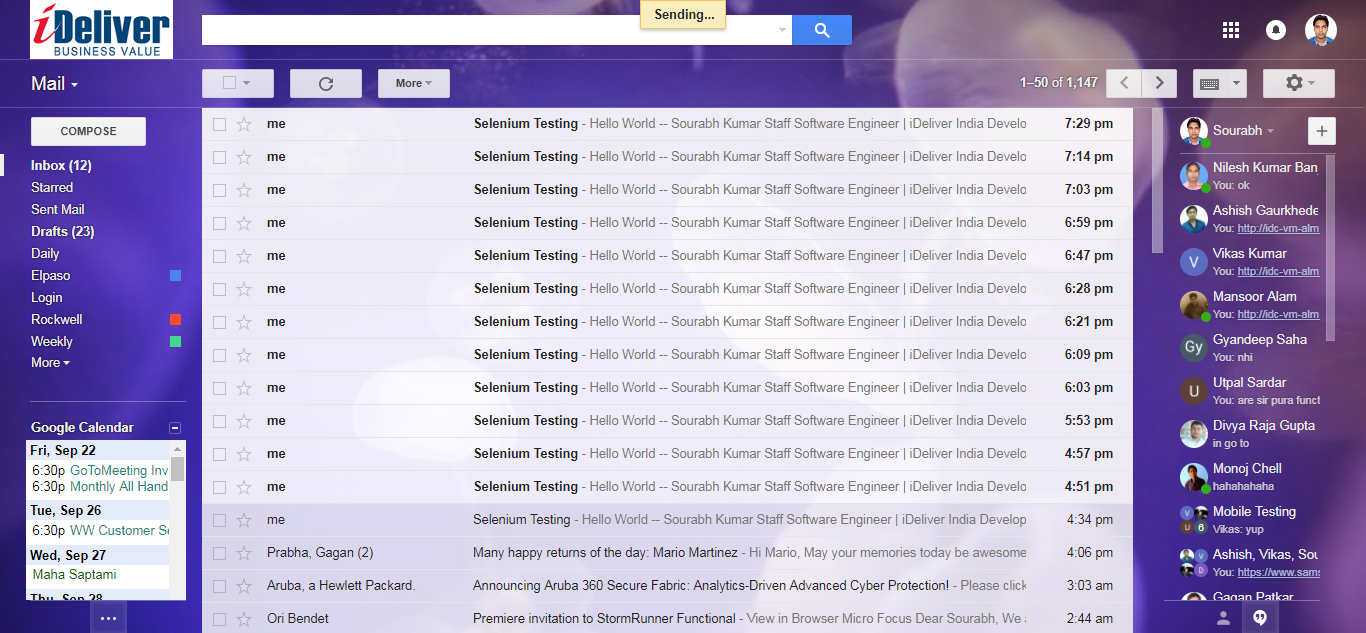 iDeliver
BUSINESS VALUE
Sending...
Mail
More
1–50 of 1,147
COMPOSE
Inbox (12)
Starred
Sent Mail
Drafts (23)
Daily
Elpaso
Login
Rockwell
Weekly
More
Google Calendar
Fri, Sep 22
6:30p GoToMeeting Inv
6:30p Monthly All Hand
Tue, Sep 26
6:30p WW Customer Se
Wed, Sep 27
Maha Saptami
Thu, Sep 28
me Selenium Testing - Hello World -- Sourabh Kumar Staff Software Engineer | iDeliver India Develo 7:29 pm
me Selenium Testing - Hello World -- Sourabh Kumar Staff Software Engineer | iDeliver India Develo 7:14 pm
me Selenium Testing - Hello World -- Sourabh Kumar Staff Software Engineer | iDeliver India Develo 7:03 pm
me Selenium Testing - Hello World -- Sourabh Kumar Staff Software Engineer | iDeliver India Develo 6:59 pm
me Selenium Testing - Hello World -- Sourabh Kumar Staff Software Engineer | iDeliver India Develo 6:47 pm
me Selenium Testing - Hello World -- Sourabh Kumar Staff Software Engineer | iDeliver India Develo 6:28 pm
me Selenium Testing - Hello World -- Sourabh Kumar Staff Software Engineer | iDeliver India Develo 6:21 pm
me Selenium Testing - Hello World -- Sourabh Kumar Staff Software Engineer | iDeliver India Develo 6:09 pm
me Selenium Testing - Hello World -- Sourabh Kumar Staff Software Engineer | iDeliver India Develo 6:03 pm
me Selenium Testing - Hello World -- Sourabh Kumar Staff Software Engineer | iDeliver India Develo 5:53 pm
me Selenium Testing - Hello World -- Sourabh Kumar Staff Software Engineer | iDeliver India Develo 4:57 pm
me Selenium Testing - Hello World -- Sourabh Kumar Staff Software Engineer | iDeliver India Develo 4:51 pm
me Selenium Testing - Hello World -- Sourabh Kumar Staff Software Engineer | iDeliver India Develop 4:34 pm
Prabha, Gagan (2) Many happy returns of the day: Mario Martinez - Hi Mario, May your memories today be awesome 4:06 pm
Aruba, a Hewlett Packard. Announcing Aruba 360 Secure Fabric: Analytics-Driven Advanced Cyber Protection! - Please click 3:03 am
Ori Bendet Premiere invitation to StormRunner Functional - View in Browser Micro Focus Dear Sourabh, We 2:44 am
Sourabh
Nilesh Kumar Banj
You: ok
Ashish Gaurkhede
You: http://idc-vm-alm
V
Vikas Kumar
You: http://idc-vm-alm
Mansoor Alam
You: http://idc-vm-alm
Gy
Gyandeep Saha
You: nhi
U
Utpal Sardar
You: are sir pura funct
Divya Raja Gupta
in go to
Monoj Chell
hahahahaha
V
U 6
Mobile Testing
Vikas: yup
V
D
Ashish, Vikas, Sou
You: https://www.sams
Gagan Patkar